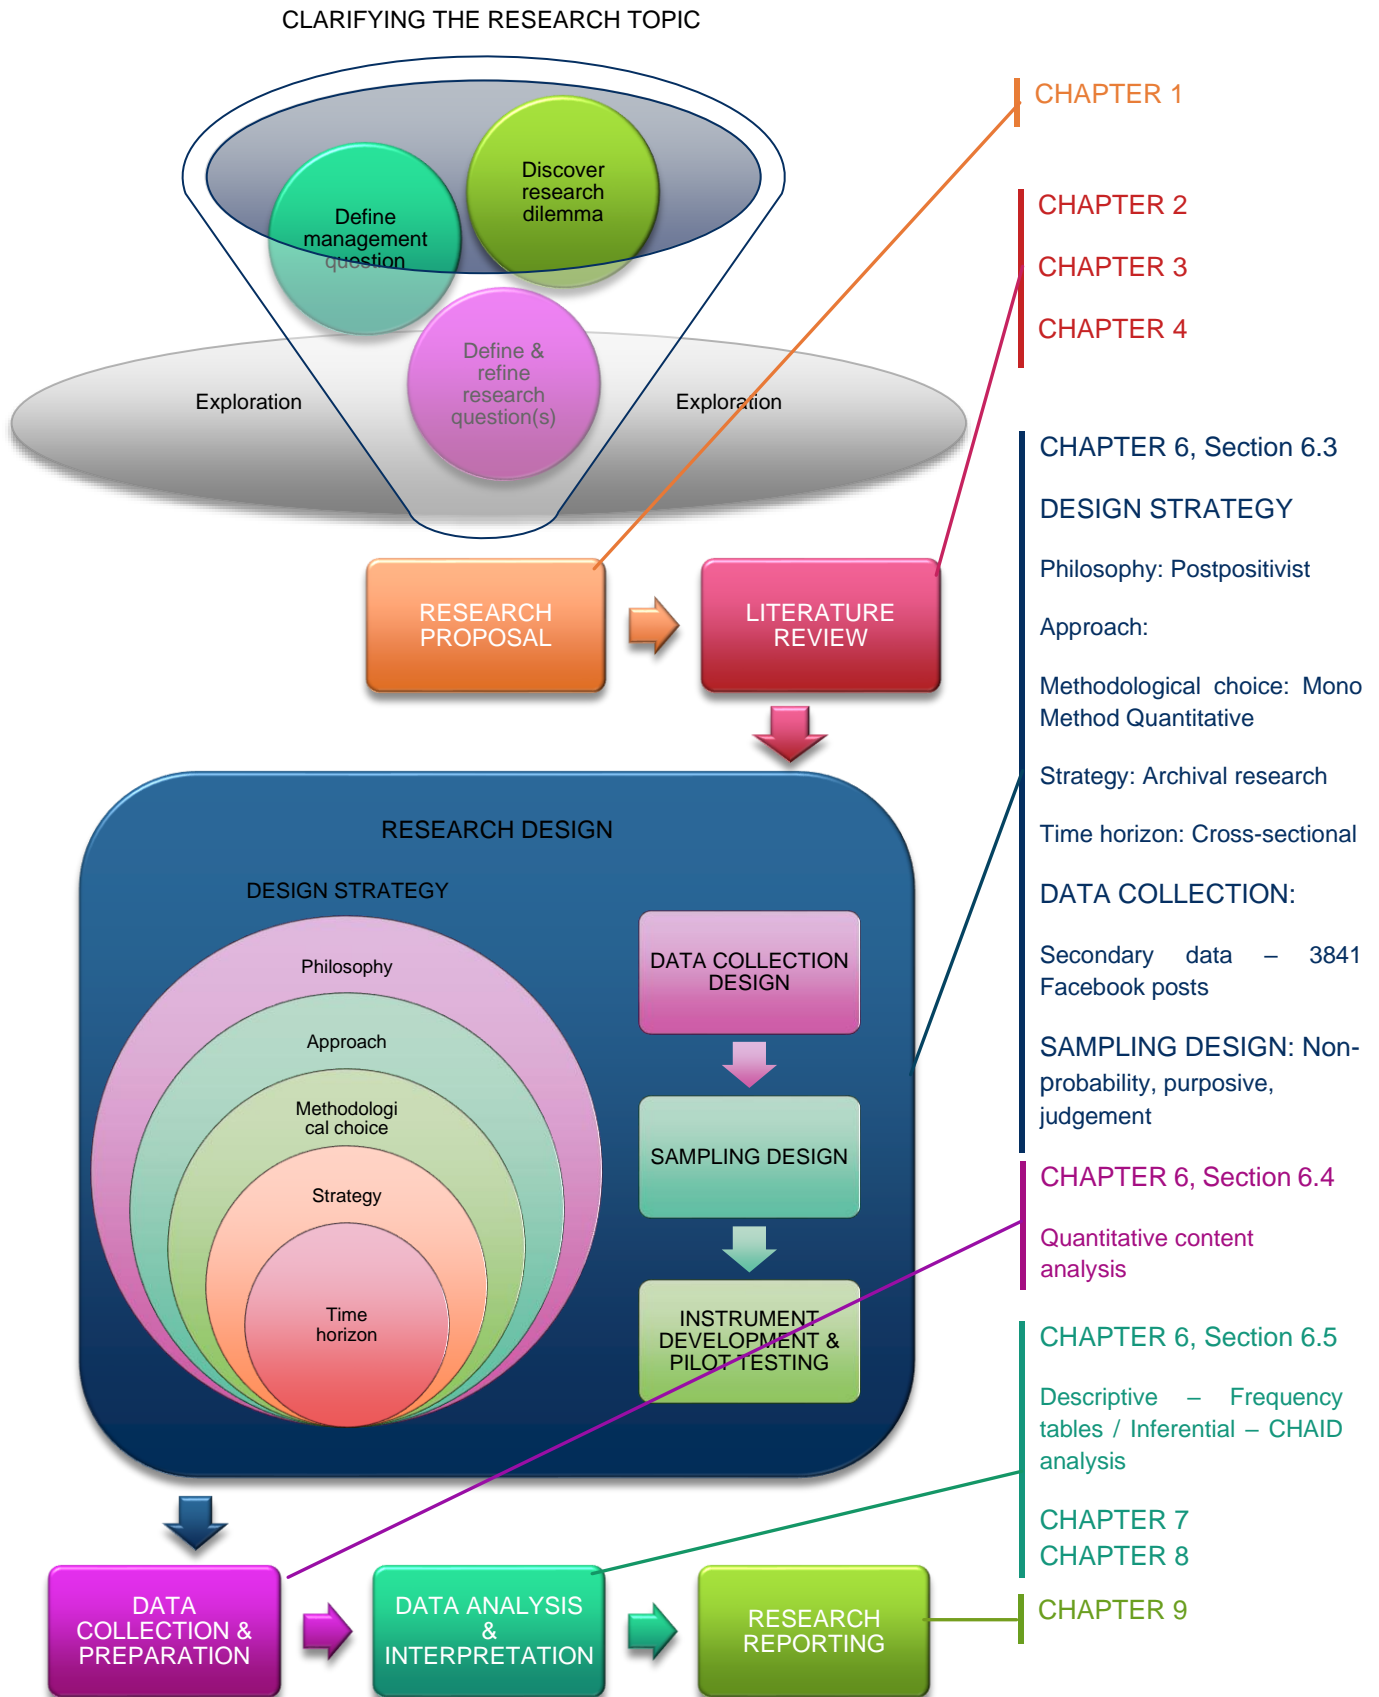 CLARIFYING THE RESEARCH TOPIC
Discover
research
dilemma
Define
management
question
Define &
refine
research
question(s)
Exploration
Exploration
RESEARCH
PROPOSAL
LITERATURE
REVIEW
RESEARCH DESIGN
DESIGN STRATEGY
Philosophy
Approach
Methodologi
cal choice
Strategy
Time
horizon
DATA COLLECTION
DESIGN
SAMPLING DESIGN
INSTRUMENT
DEVELOPMENT &
PILOT TESTING
DATA
COLLECTION &
PREPARATION
DATA ANALYSIS
&
INTERPRETATION
RESEARCH
REPORTING
CHAPTER 1
CHAPTER 2
CHAPTER 3
CHAPTER 4
CHAPTER 6, Section 6.3
DESIGN STRATEGY
Philosophy: Postpositivist
Approach:
Methodological choice: Mono
Method Quantitative
Strategy: Archival research
Time horizon: Cross-sectional
DATA COLLECTION:
Secondary data – 3841
Facebook posts
SAMPLING DESIGN: Non-
probability, purposive,
judgement
CHAPTER 6, Section 6.4
Quantitative content
analysis
CHAPTER 6, Section 6.5
Descriptive – Frequency
tables / Inferential – CHAID
analysis
CHAPTER 7
CHAPTER 8
CHAPTER 9